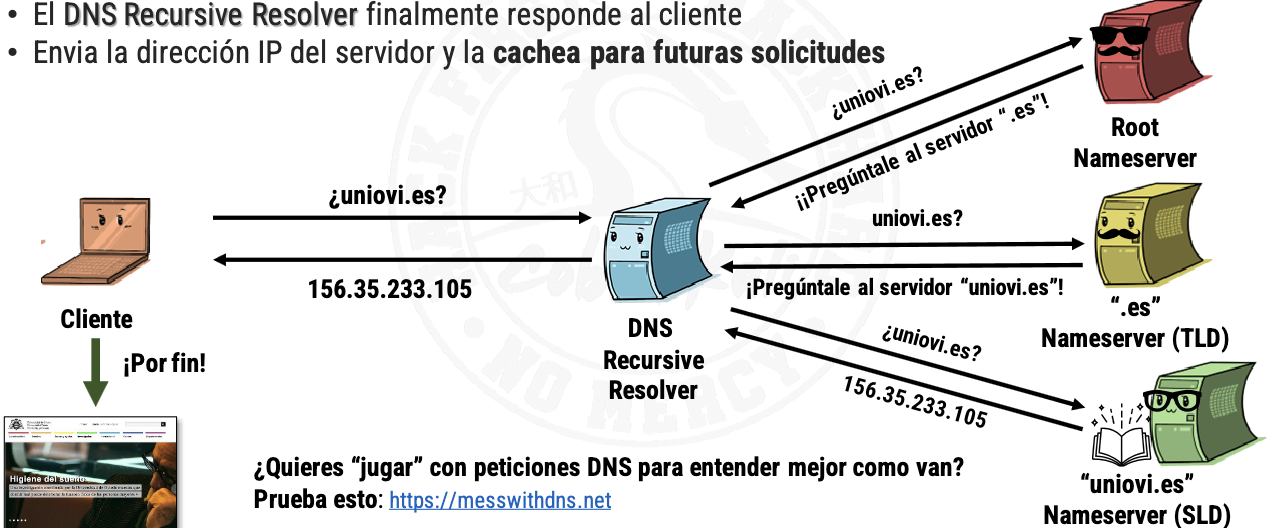 • El DNS Recursive Resolver finalmente responde al cliente
• Envia la dirección IP del servidor y la cachea para futuras solicitudes
¿uniovi.es?
¡¡Pregúntale al servidor “ .es”!
Root
Nameserver
¿uniovi.es?
156.35.233.105
Cliente
¡Por fin!
DNS
Recursive
Resolver
uniovi.es?
¡Pregúntale al servidor “uniovi.es”!
“.es”
Nameserver (TLD)
¿uniovi.es?
156.35.233.105
“uniovi.es”
Nameserver (SLD)
Higiene del sueño
¿Quieres “jugar” con peticiones DNS para entender mejor como van?
Prueba esto: https://messwithdns.net
大和
NO MERCY